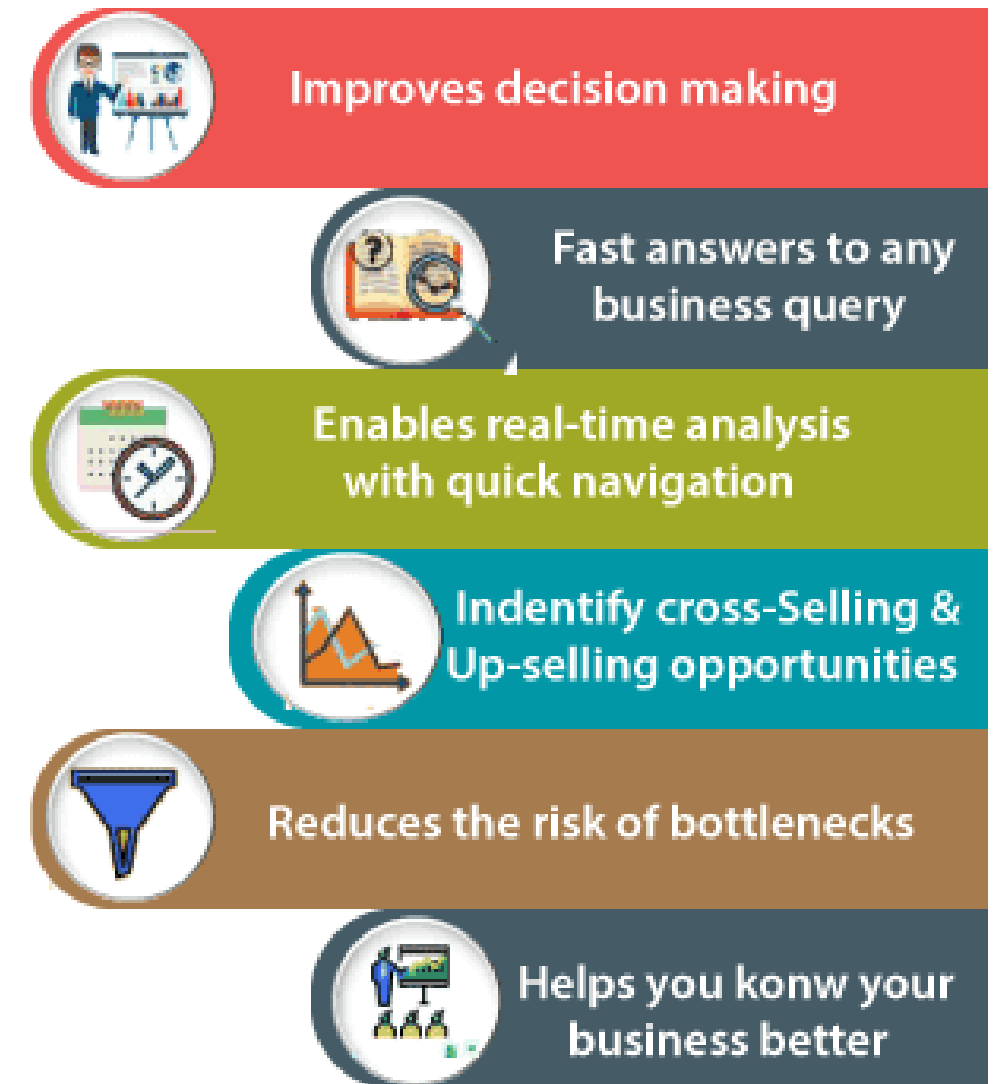 Improves decision making
Fast answers to any
business query
Enables real-time analysis
with quick navigation
Indentify cross-Selling &
Up-selling opportunities
Reduces the risk of bottlenecks
Helps you konw your
business better